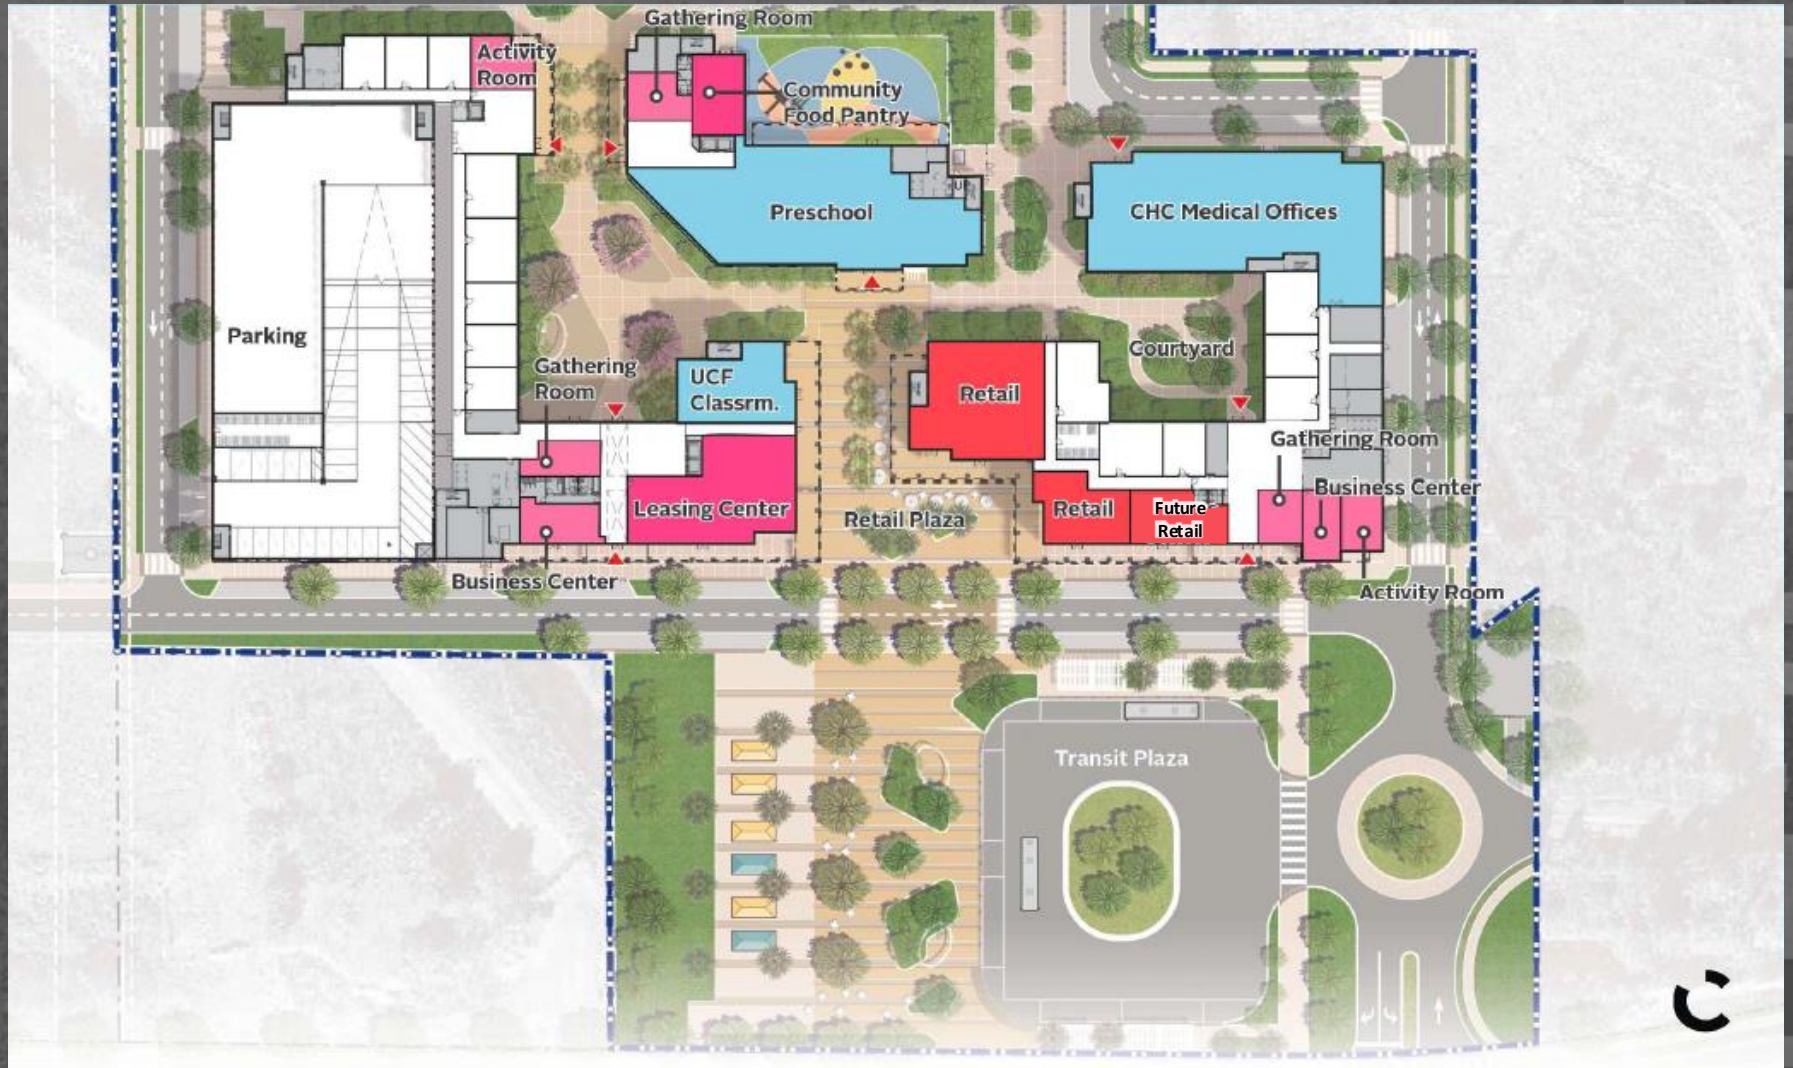 Gathering Room
Activity
Room
Community
Food Pantry
Preschool
CHC Medical Offices
Parking
Gathering
Room
UCF
Classrm.
Retail
Courtyard
Gathering Room
Business Center
Leasing Center
Retail Plaza
Retail
Future
Retail
Business Center
Activity Room
Transit Plaza